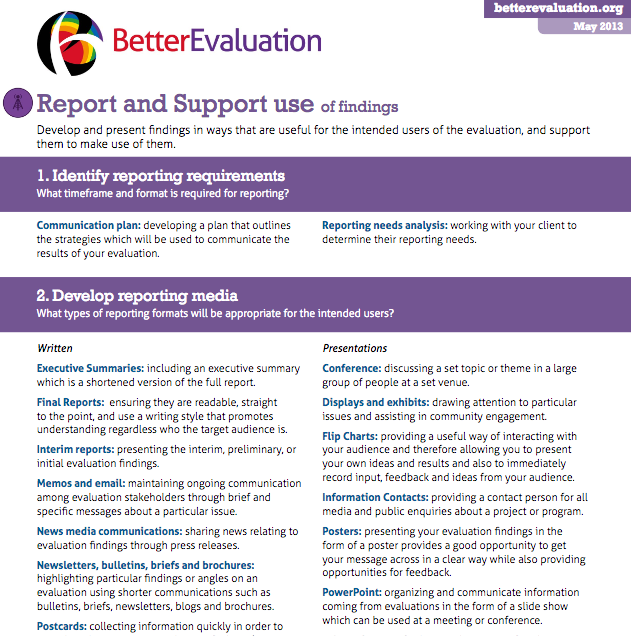 betterevaluation.org
May 2013
BetterEvaluation
Report and Support use of findings
Develop and present findings in ways that are useful for the intended users of the evaluation, and support
them to make use of them.
1. Identify reporting requirements
What timeframe and format is required for reporting?
Communication plan: developing a plan that outlines
the strategies which will be used to communicate the
results of your evaluation.
Reporting needs analysis: working with your client to
determine their reporting needs.
2. Develop reporting media
What types of reporting formats will be appropriate for the intended users?
Written
Executive Summaries: including an executive summary
which is a shortened version of the full report.
Final Reports: ensuring they are readable, straight
to the point, and use a writing style that promotes
understanding regardless who the target audience is.
Interim reports: presenting the interim, preliminary, or
initial evaluation findings.
Memos and email: maintaining ongoing communication
among evaluation stakeholders through brief and
specific messages about a particular issue.
News media communications: sharing news relating to
evaluation findings through press releases.
Newsletters, bulletins, briefs and brochures:
highlighting particular findings or angles on an
evaluation using shorter communications such as
bulletins, briefs, newsletters, blogs and brochures.
Postcards: collecting information quickly in order to
Presentations
Conference: discussing a set topic or theme in a large
group of people at a set venue.
Displays and exhibits: drawing attention to particular
issues and assisting in community engagement.
Flip Charts: providing a useful way of interacting with
your audience and therefore allowing you to present
your own ideas and results and also to immediately
record input, feedback and ideas from your audience.
Information Contacts: providing a contact person for all
media and public enquiries about a project or program.
Posters: presenting your evaluation findings in the
form of a poster provides a good opportunity to get
your message across in a clear way while also providing
opportunities for feedback.
PowerPoint: organizing and communicate information
coming from evaluations in the form of a slide show
which can be used at a meeting or conference.